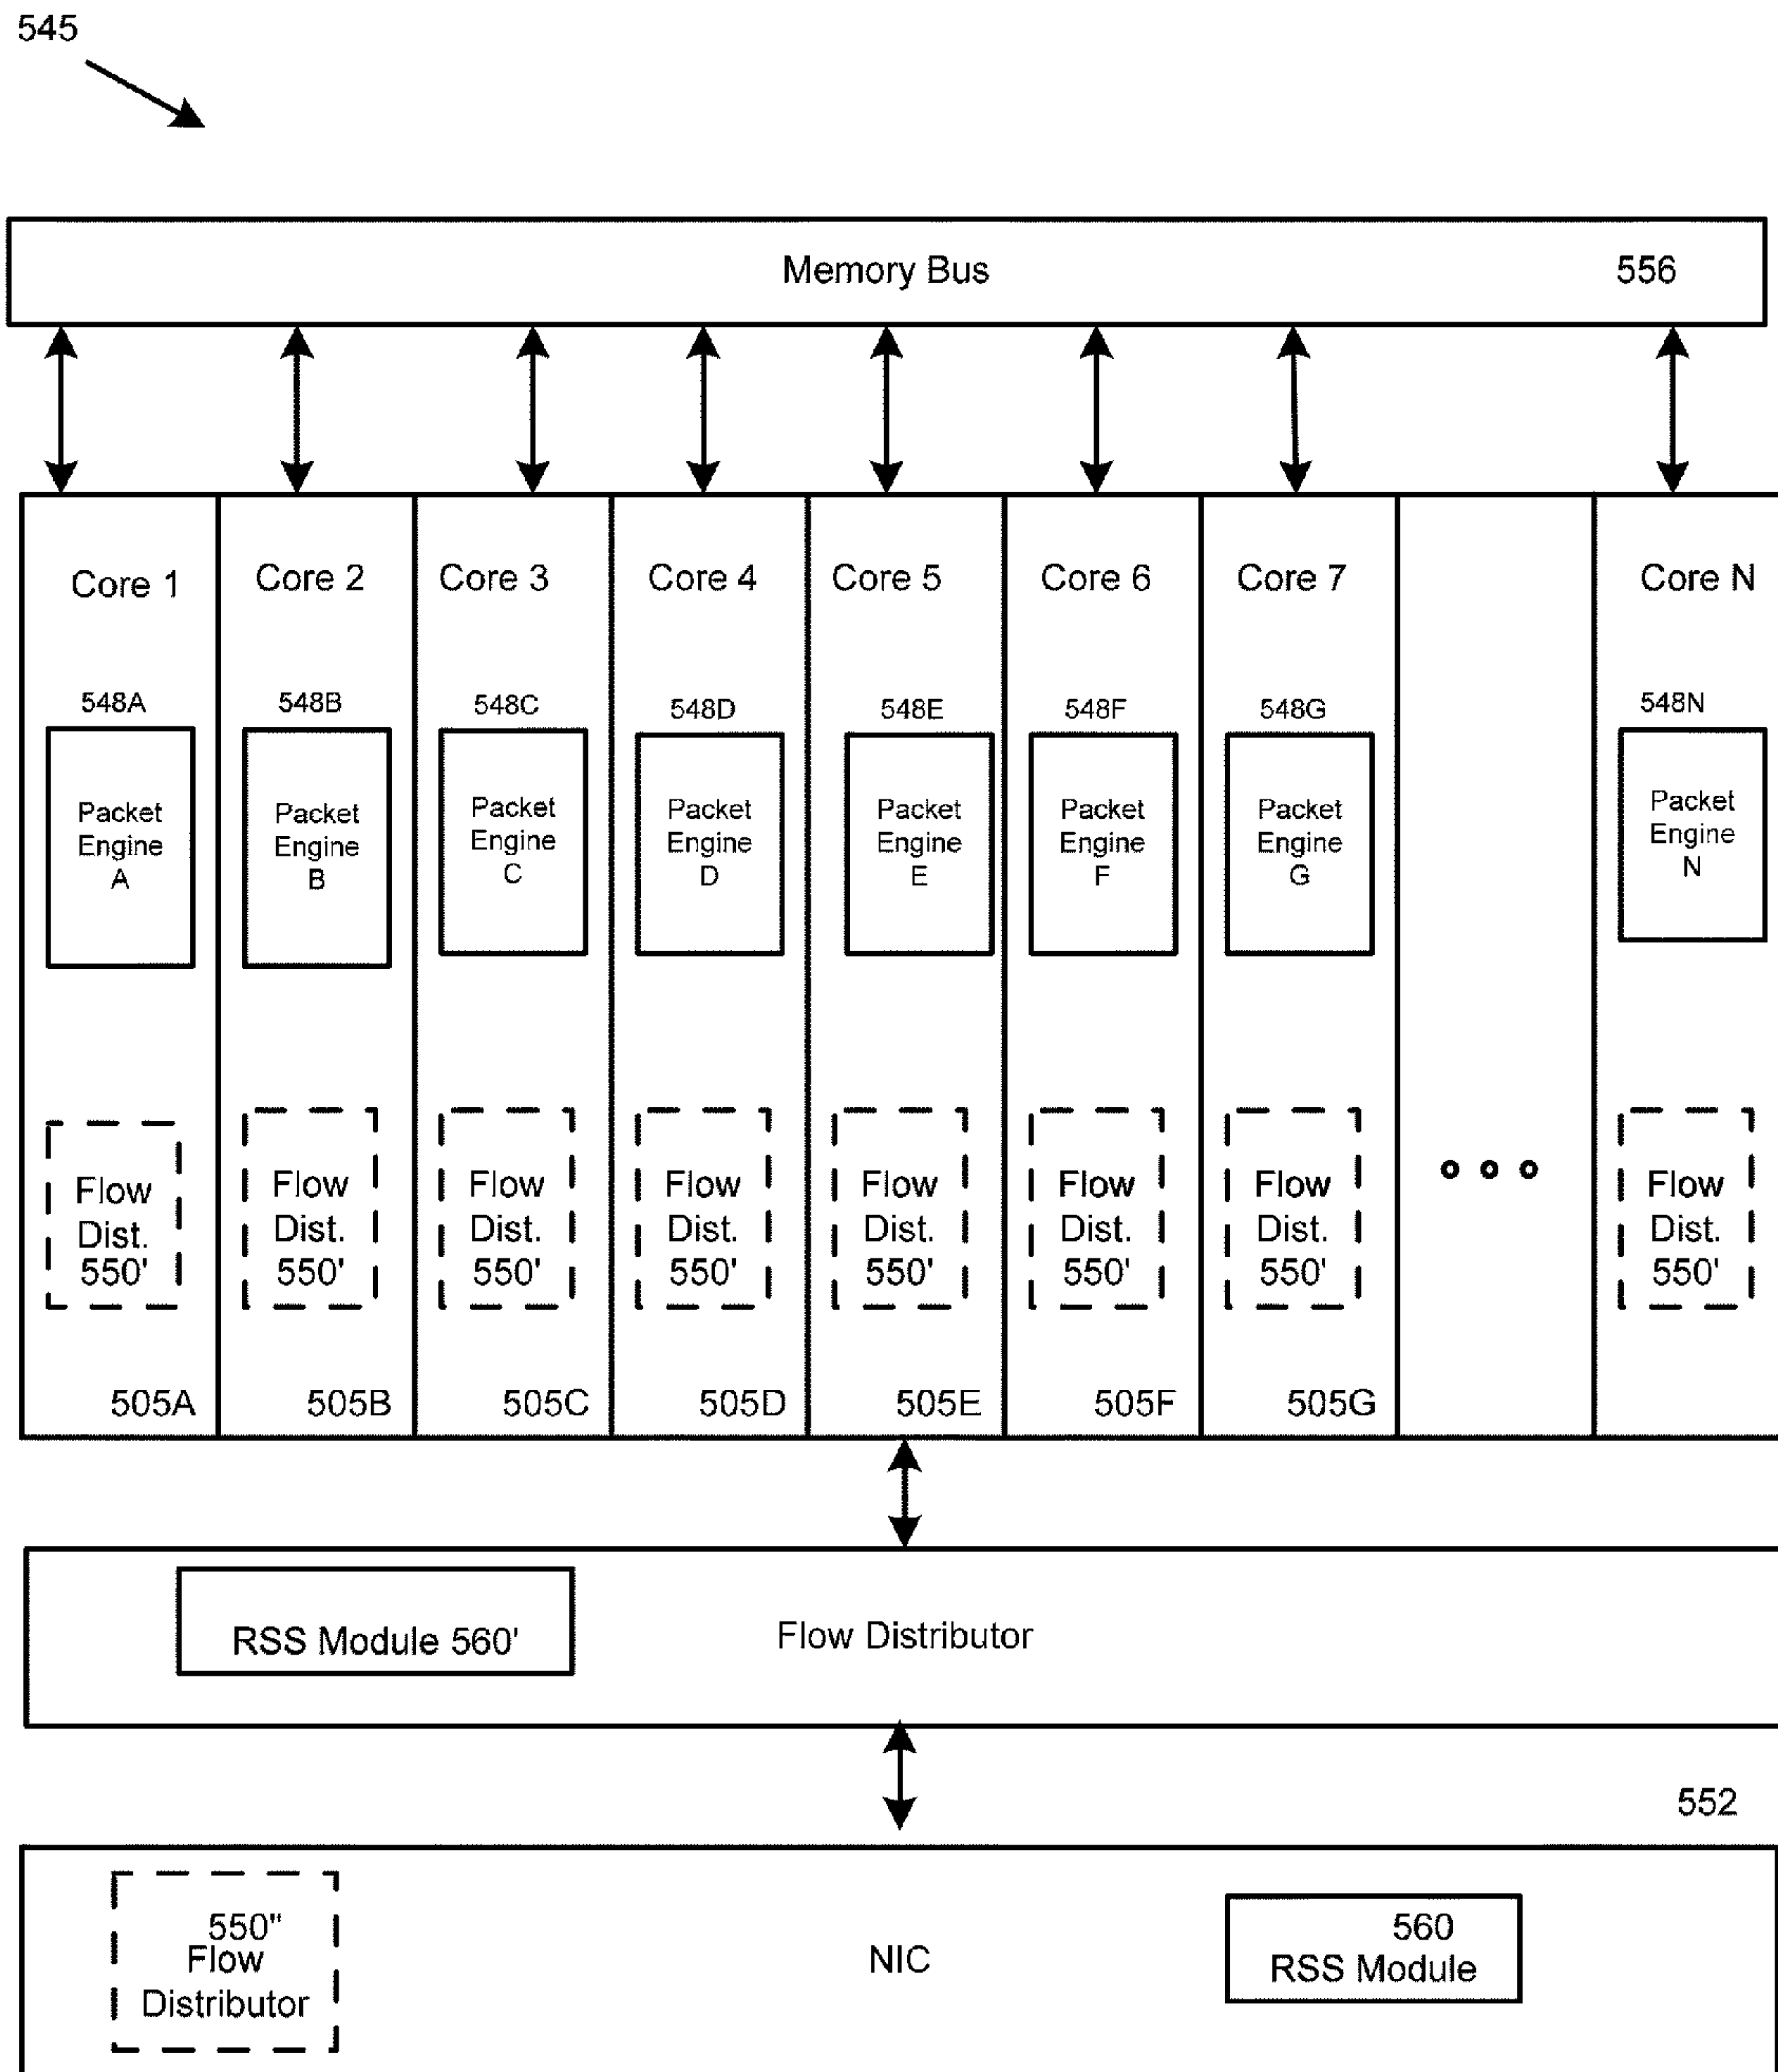 545
Memory Bus 556
Core 1 Core 2 Core 3 Core 4 Core 5 Core 6 Core 7 Core N
548A 548B 548C 548D 548E 548F 548G 548N
Packet Engine A
Packet Engine B
Packet Engine C
Packet Engine D
Packet Engine E
Packet Engine F
Packet Engine G
Packet Engine N
Flow Dist. 550'
Flow Dist. 550'
Flow Dist. 550'
Flow Dist. 550'
Flow Dist. 550'
Flow Dist. 550'
Flow Dist. 550'
Flow Dist. 550'
505A 505B 505C 505D 505E 505F 505G
RSS Module 560' Flow Distributor
552
550"
Flow
Distributor
NIC
560
RSS Module